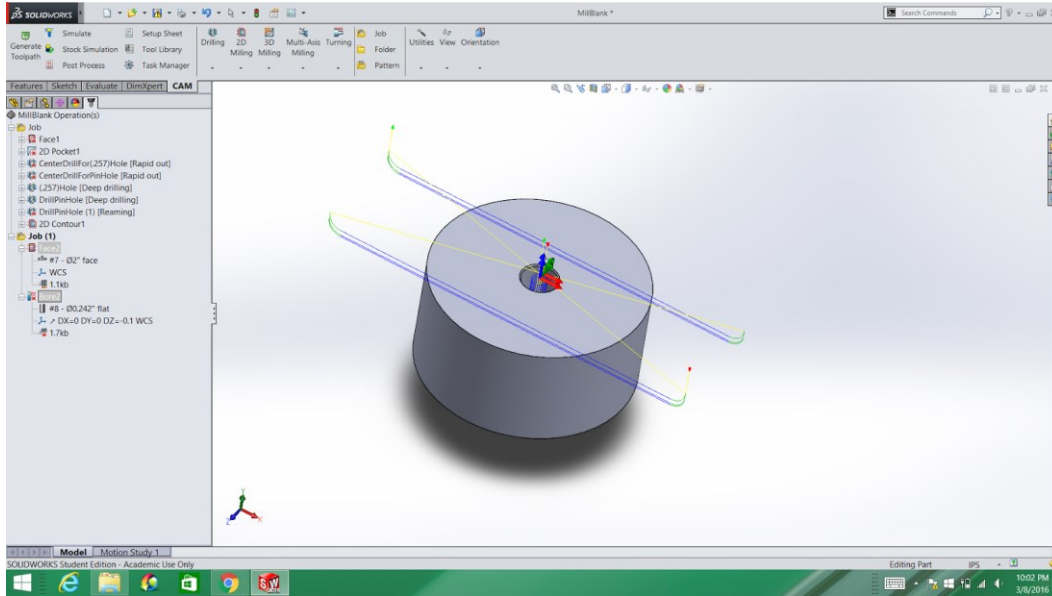 SOLIDWORKS
MillBlank *
Search Commands
Generate Toolpath
Simulate
Stock Simulation
Post Process
Setup Sheet
Tool Library
Task Manager
Drilling
2D Milling
3D Milling
Multi-Axis Milling
Turning
Job
Folder
Pattern
Utilities
View
Orientation
Features
Sketch
Evaluate
DimXpert
CAM
MillBlank Operation(s)
Job
Face1
2D Pocket1
CenterDrillFor(.257)Hole [Rapid out]
CenterDrillForPinHole [Rapid out]
(.257)Hole [Deep drilling]
DrillPinHole [Deep drilling]
DrillPinHole (1) [Reaming]
2D Contour1
Job (1)
Face2
#7 - Ø2" face
WCS
1.1kb
Bore2
#8 - Ø0.242" flat
DX=0 DY=0 DZ=-0.1 WCS
1.7kb
Y
X
Z
Model
Motion Study 1
SOLIDWORKS Student Edition - Academic Use Only
Editing Part
IPS
10:02 PM
3/8/2016